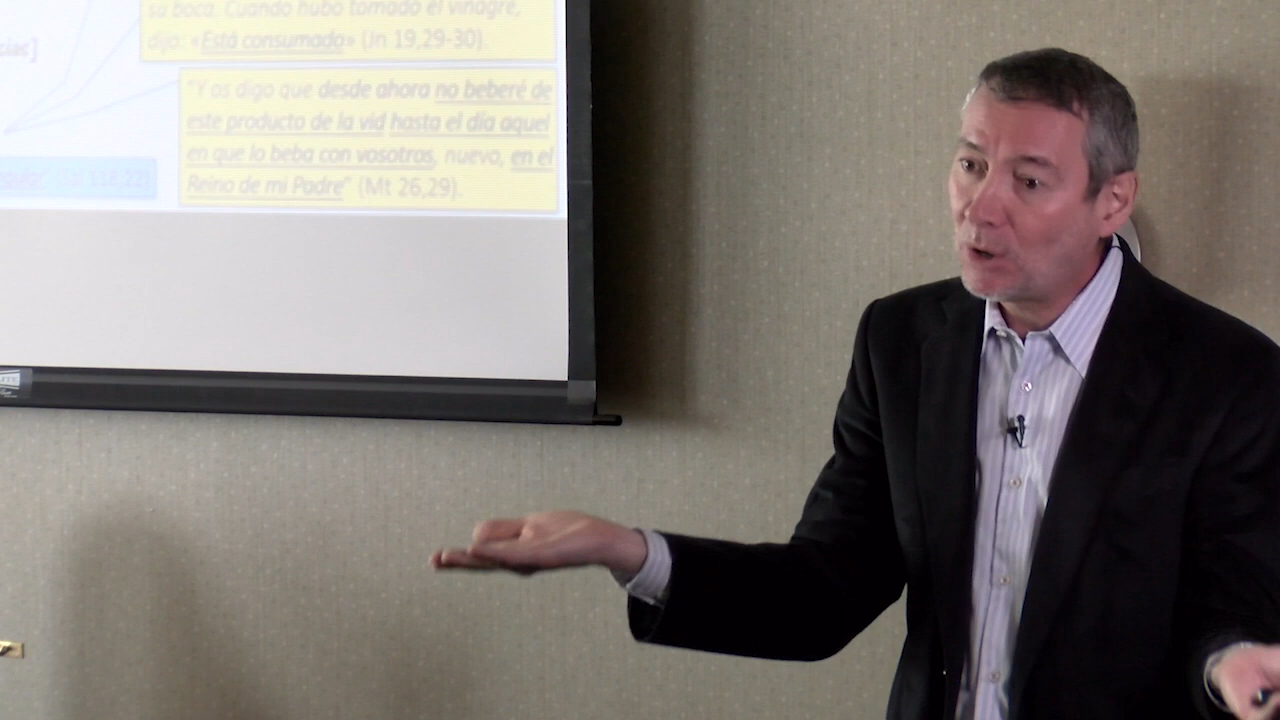 su boca. Cuando hubo tomado el vinagre,
dijo: «Está consumado» (Jn 19,29-30).
"Y os digo que desde ahora no beberé de
este producto de la vid hasta el día aquel
en que lo beba con vosotros, nuevo, en el
Reino de mi Padre" (Mt 26,29).